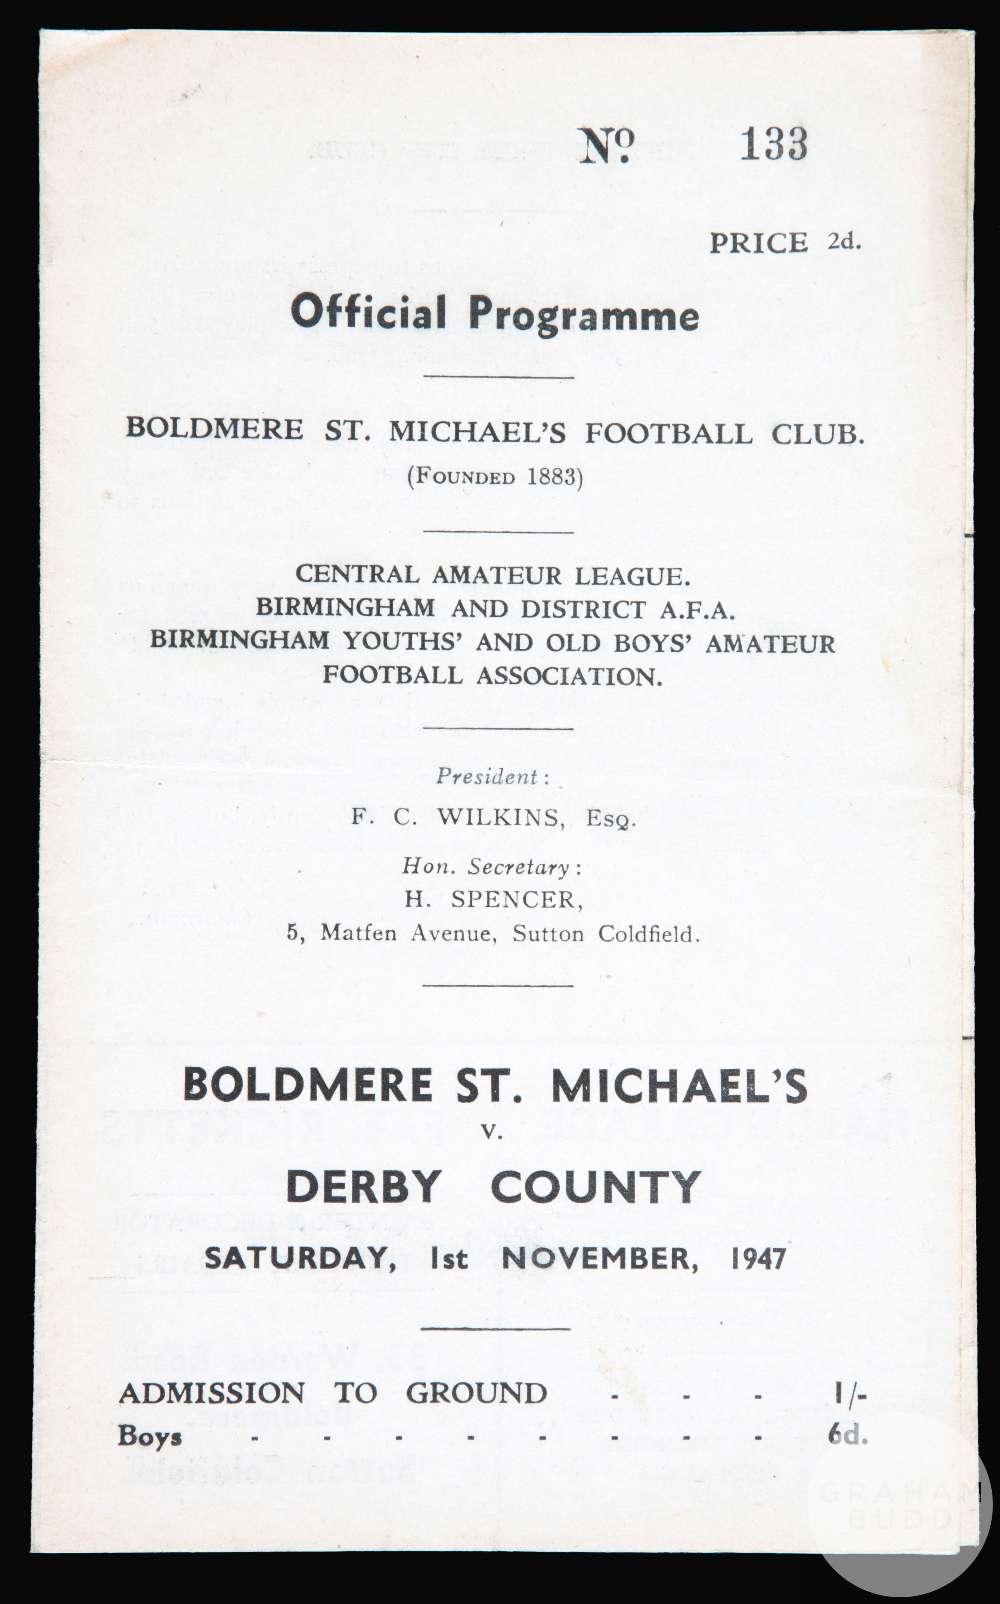 No. 133
PRICE 2d.
Official Programme
BOLDMERE ST. MICHAEL'S FOOTBALL CLUB.
(FOUNDED 1883)
CENTRAL AMATEUR LEAGUE.
BIRMINGHAM AND DISTRICT A.F.A.
BIRMINGHAM YOUTHS' AND OLD BOYS' AMATEUR
FOOTBALL ASSOCIATION.
President:
F. C. WILKINS, ESQ.
Hon. Secretary:
H. SPENCER,
5, Matfen Avenue, Sutton Coldfield.
BOLDMERE ST. MICHAEL'S
v.
DERBY COUNTY
SATURDAY, 1st NOVEMBER, 1947
ADMISSION TO GROUND - - - 1/-
Boys - - - - - - - - 6d.
GRAHAM
BUDD